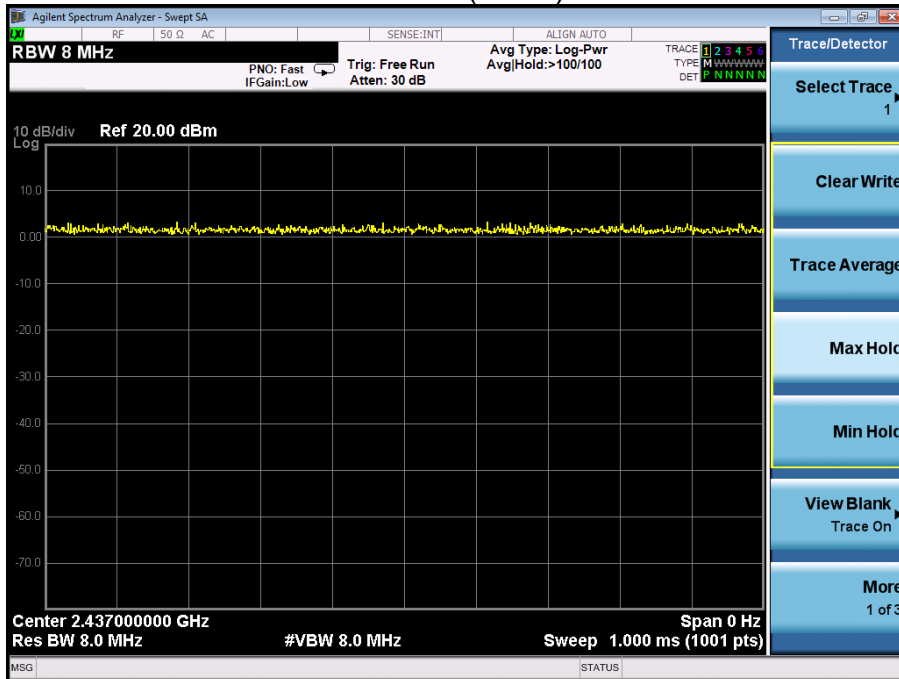 Agilent Spectrum Analyzer - Swept SA
LXI RF 50 Ω AC SENSE:INT ALIGN AUTO
RBW 8 MHz
PNO: Fast
IFGain:Low
Trig: Free Run
Atten: 30 dB
Avg Type: Log-Pwr
Avg|Hold:>100/100
TRACE 1 2 3 4 5 6
TYPE M WWWWW
DET P N N N N N
10 dB/div Ref 20.00 dBm
Log
10.0
0.00
-10.0
-20.0
-30.0
-40.0
-50.0
-60.0
-70.0
Center 2.437000000 GHz Span 0 Hz
Res BW 8.0 MHz #VBW 8.0 MHz Sweep 1.000 ms (1001 pts)
MSG STATUS
Trace/Detector
Select Trace
1
Clear Write
Trace Average
Max Hold
Min Hold
View Blank
Trace On
More
1 of 3